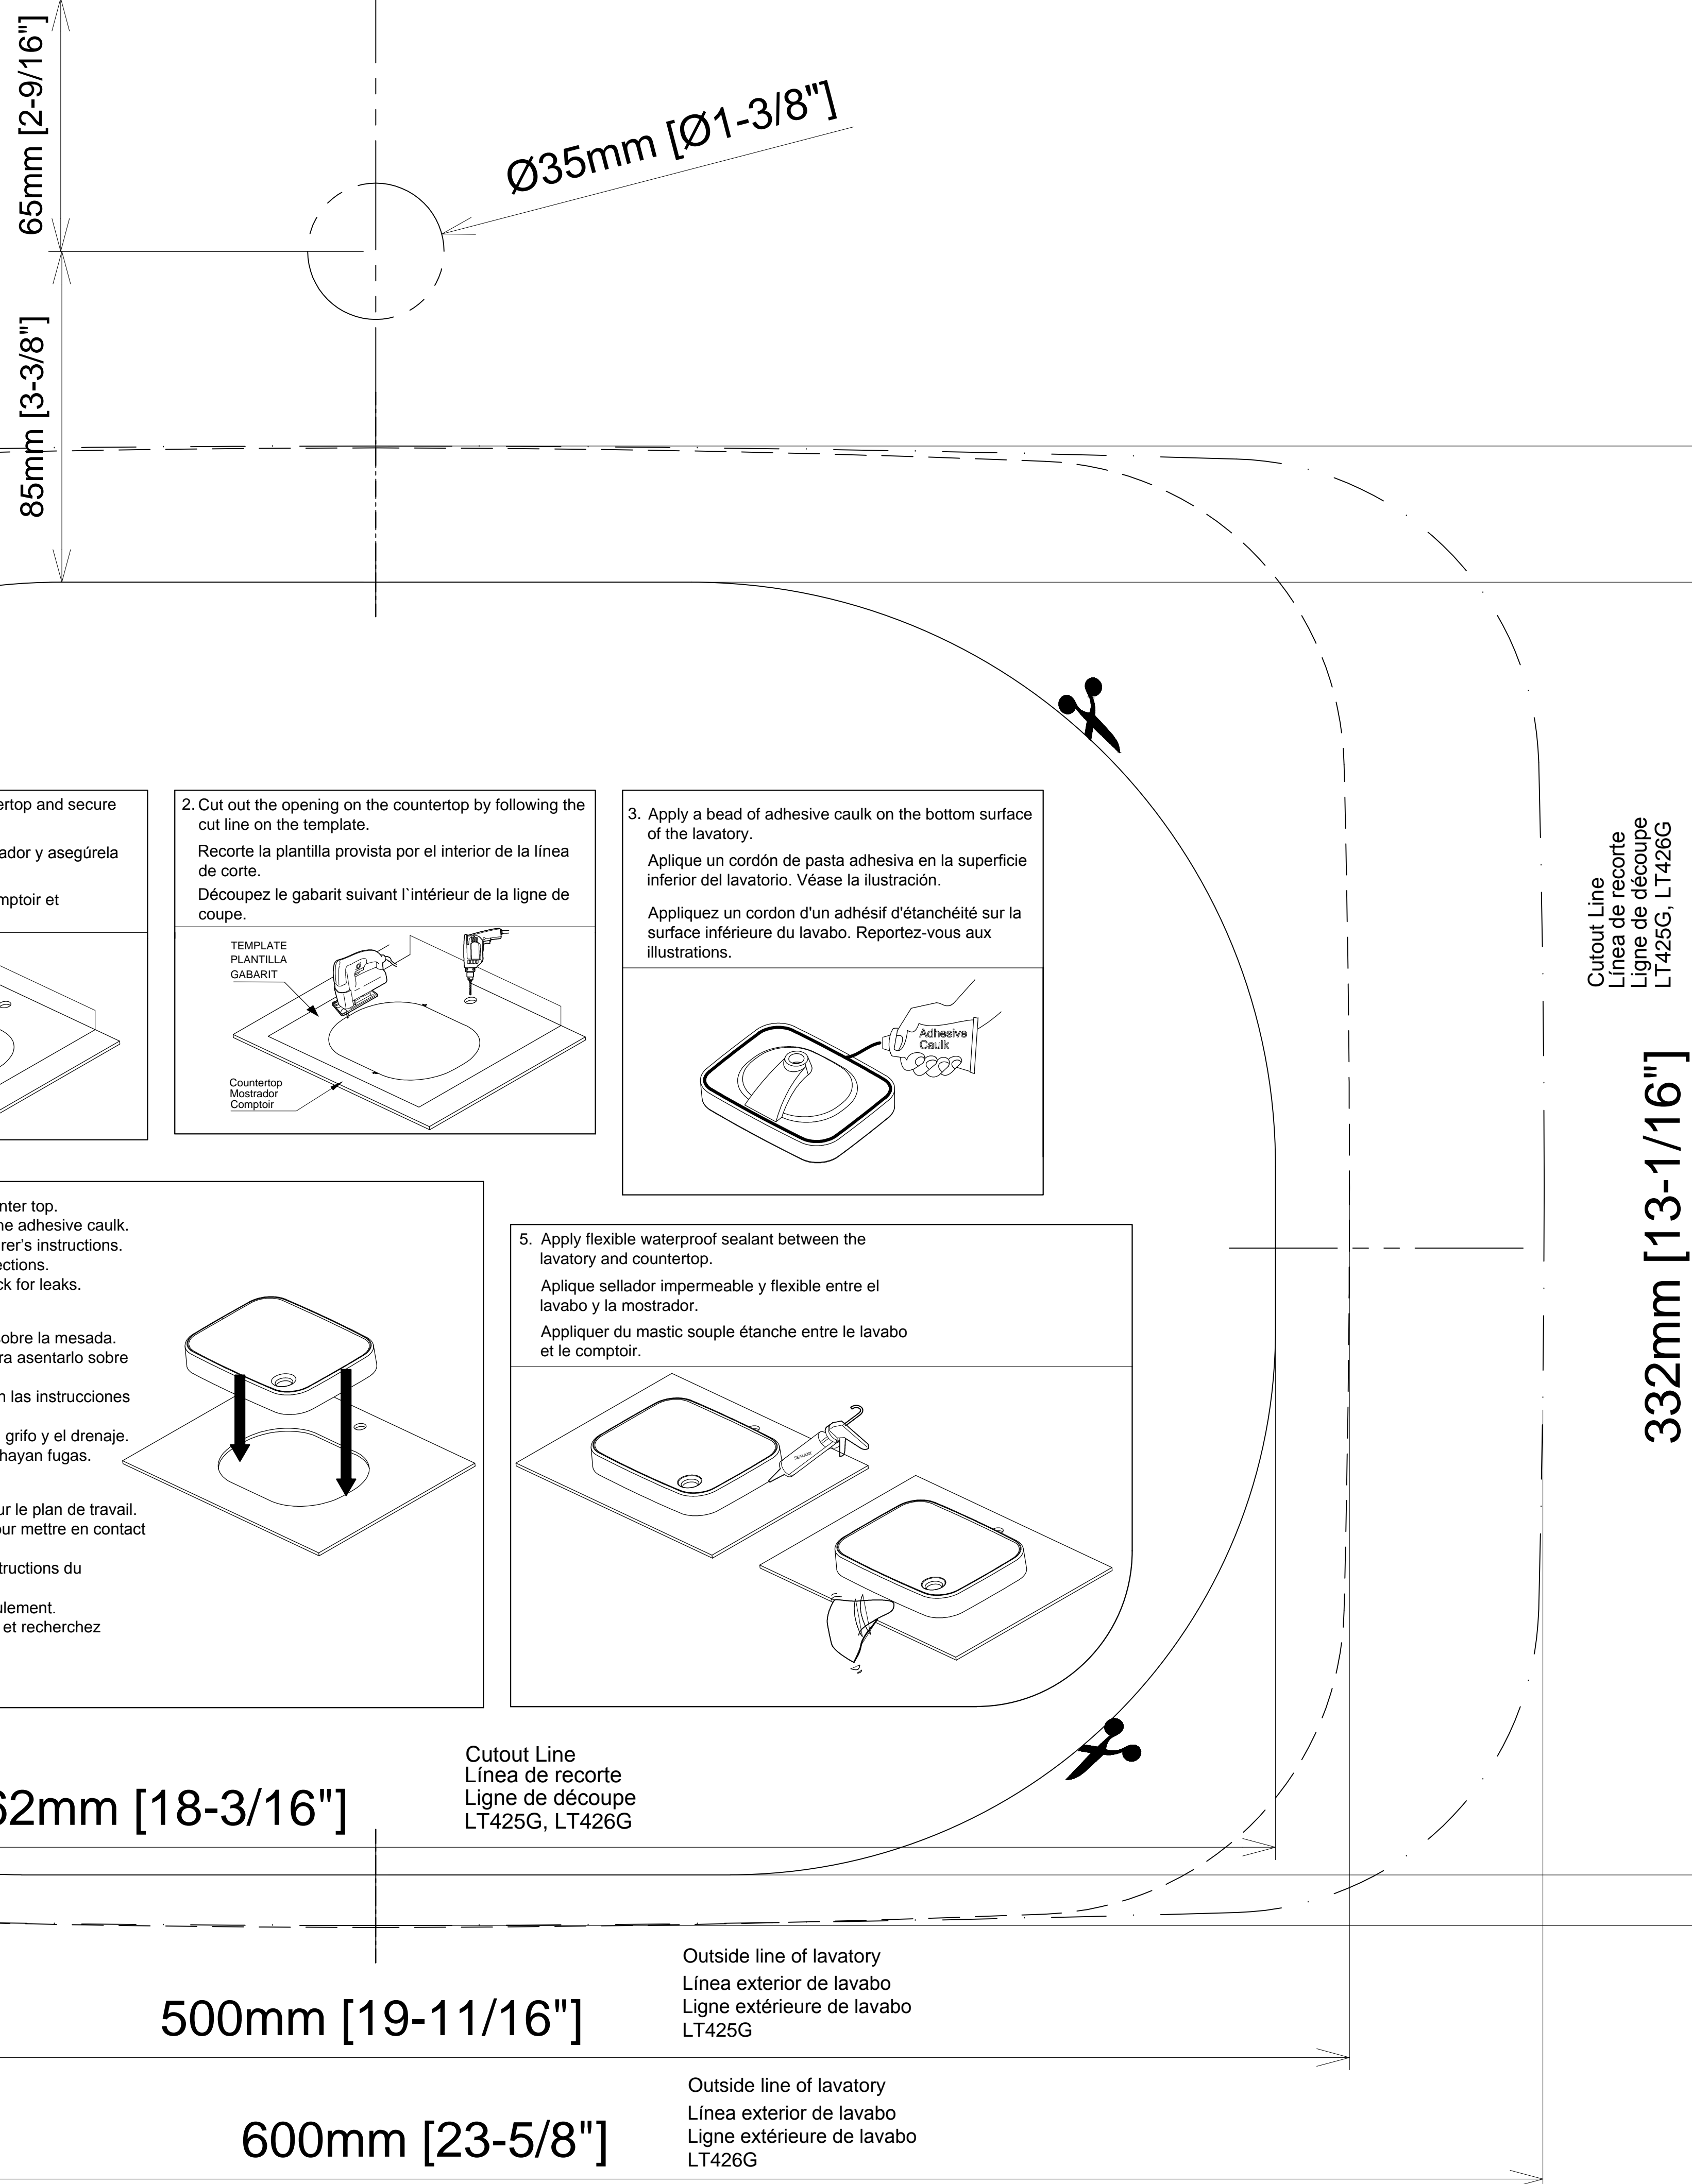 65mm [2-9/16"]
Ø35mm [Ø1-3/8"]
85mm [3-3/8"]
ertop and secure
ador y asegúrela
mptoir et
2. Cut out the opening on the countertop by following the
cut line on the template.
Recorte la plantilla provista por el interior de la línea
de corte.
Découpez le gabarit suivant l`intérieur de la ligne de
coupe.
TEMPLATE
PLANTILLA
GABARIT
Countertop
Mostrador
Comptoir
3. Apply a bead of adhesive caulk on the bottom surface
of the lavatory.
Aplique un cordón de pasta adhesiva en la superficie
inferior del lavatorio. Véase la ilustración.
Appliquez un cordon d'un adhésif d'étanchéité sur la
surface inférieure du lavabo. Reportez-vous aux
illustrations.
Adhesive
Caulk
Cutout Line
Línea de recorte
Ligne de découpe
LT425G, LT426G
332mm [13-1/16"]
nter top.
ne adhesive caulk.
rer’s instructions.
ections.
ck for leaks.
sobre la mesada.
ra asentarlo sobre
n las instrucciones
grifo y el drenaje.
hayan fugas.
ur le plan de travail.
our mettre en contact
tructions du
ulement.
et recherchez
5. Apply flexible waterproof sealant between the
lavatory and countertop.
Aplique sellador impermeable y flexible entre el
lavabo y la mostrador.
Appliquer du mastic souple étanche entre le lavabo
et le comptoir.
SEALANT
62mm [18-3/16"]
Cutout Line
Línea de recorte
Ligne de découpe
LT425G, LT426G
500mm [19-11/16"]
Outside line of lavatory
Línea exterior de lavabo
Ligne extérieure de lavabo
LT425G
600mm [23-5/8"]
Outside line of lavatory
Línea exterior de lavabo
Ligne extérieure de lavabo
LT426G